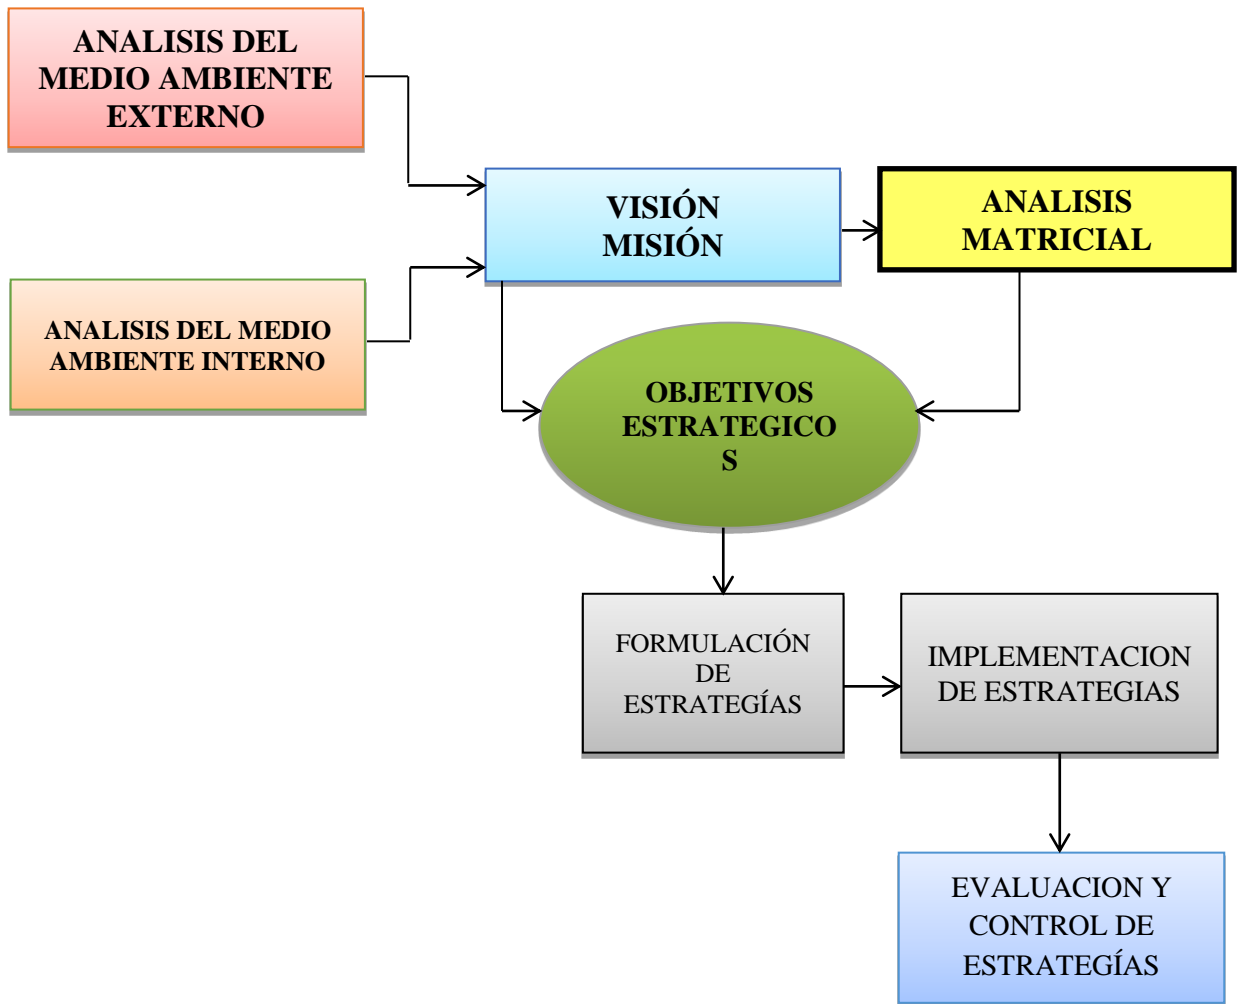 ANALISIS DEL
MEDIO AMBIENTE
EXTERNO
VISIÓN
MISIÓN
ANALISIS
MATRICIAL
ANALISIS DEL MEDIO
AMBIENTE INTERNO
OBJETIVOS
ESTRATEGICO
S
FORMULACIÓN
DE
ESTRATEGÍAS
IMPLEMENTACION
DE ESTRATEGIAS
EVALUACION Y
CONTROL DE
ESTRATEGÍAS